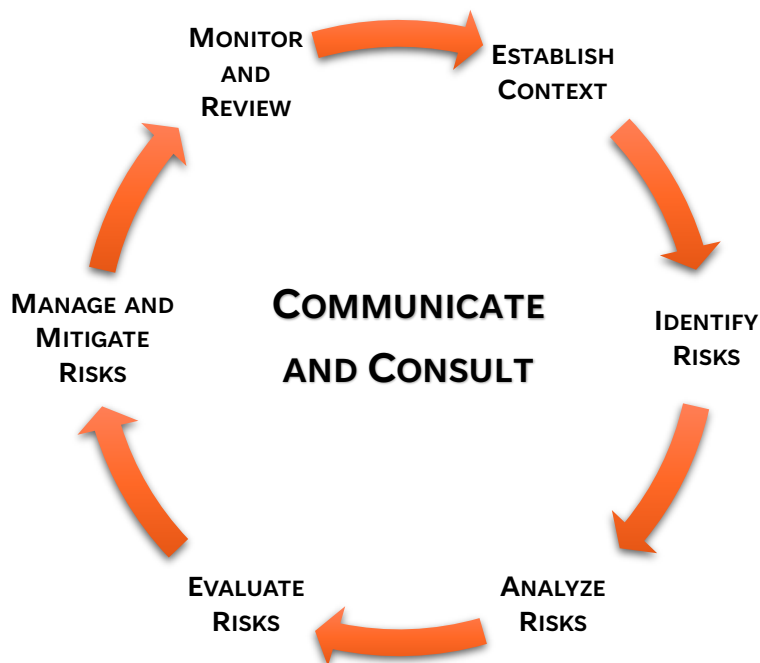 Monitor
and
Review
Establish
Context
Identify
Risks
Analyze
Risks
Evaluate
Risks
Manage and
Mitigate
Risks
Communicate
and Consult